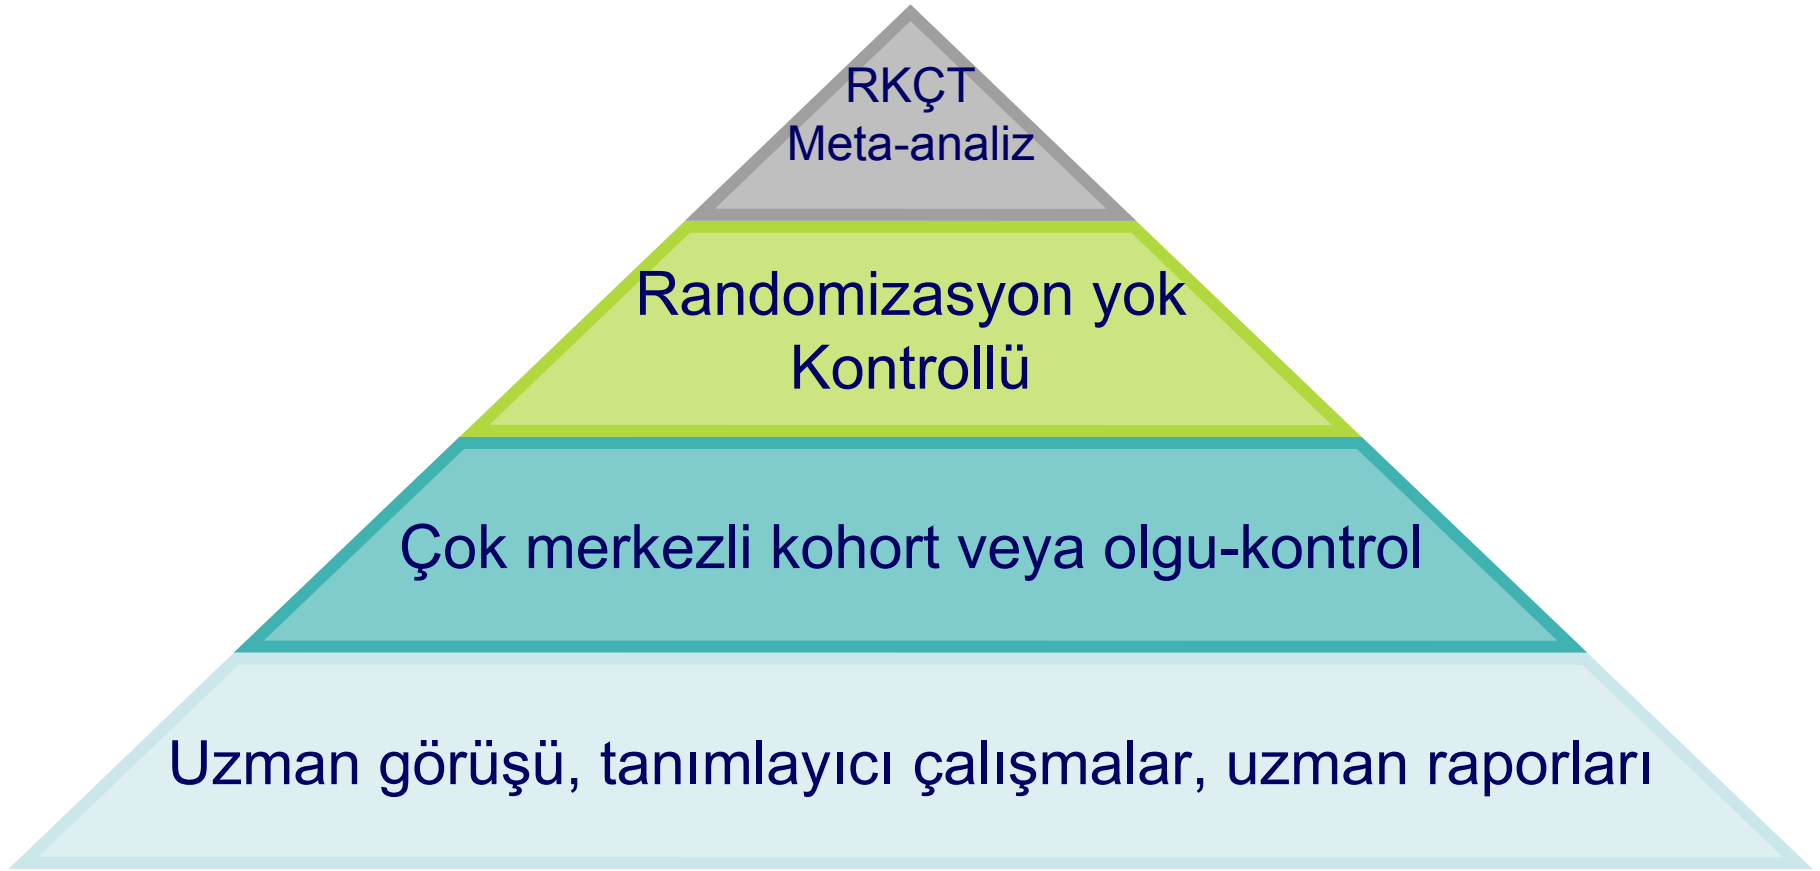 RKÇT
Meta-analiz
Randomizasyon yok
Kontrollü
Çok merkezli kohort veya olgu-kontrol
Uzman görüşü, tanımlayıcı çalışmalar, uzman raporları